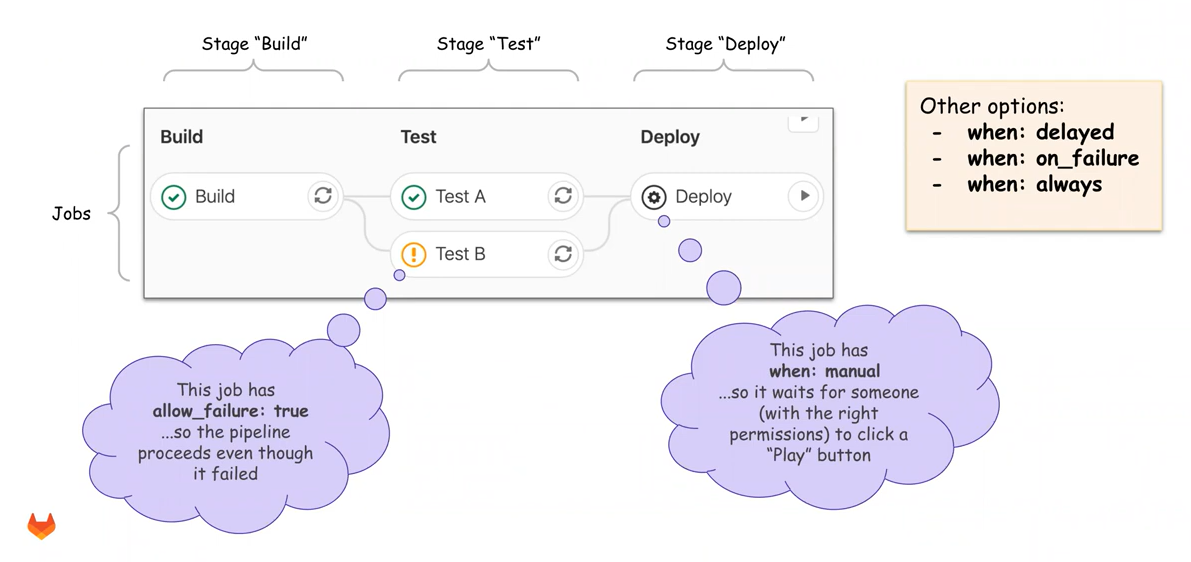 Stage “Build”
Stage “Test”
Stage “Deploy”
Build
Test
Deploy
Jobs
Build
Test A
Deploy
Test B
Other options:
- when: delayed
- when: on_failure
- when: always
This job has
allow_failure: true
...so the pipeline
proceeds even though
it failed
This job has
when: manual
...so it waits for someone
(with the right
permissions) to click a
“Play” button